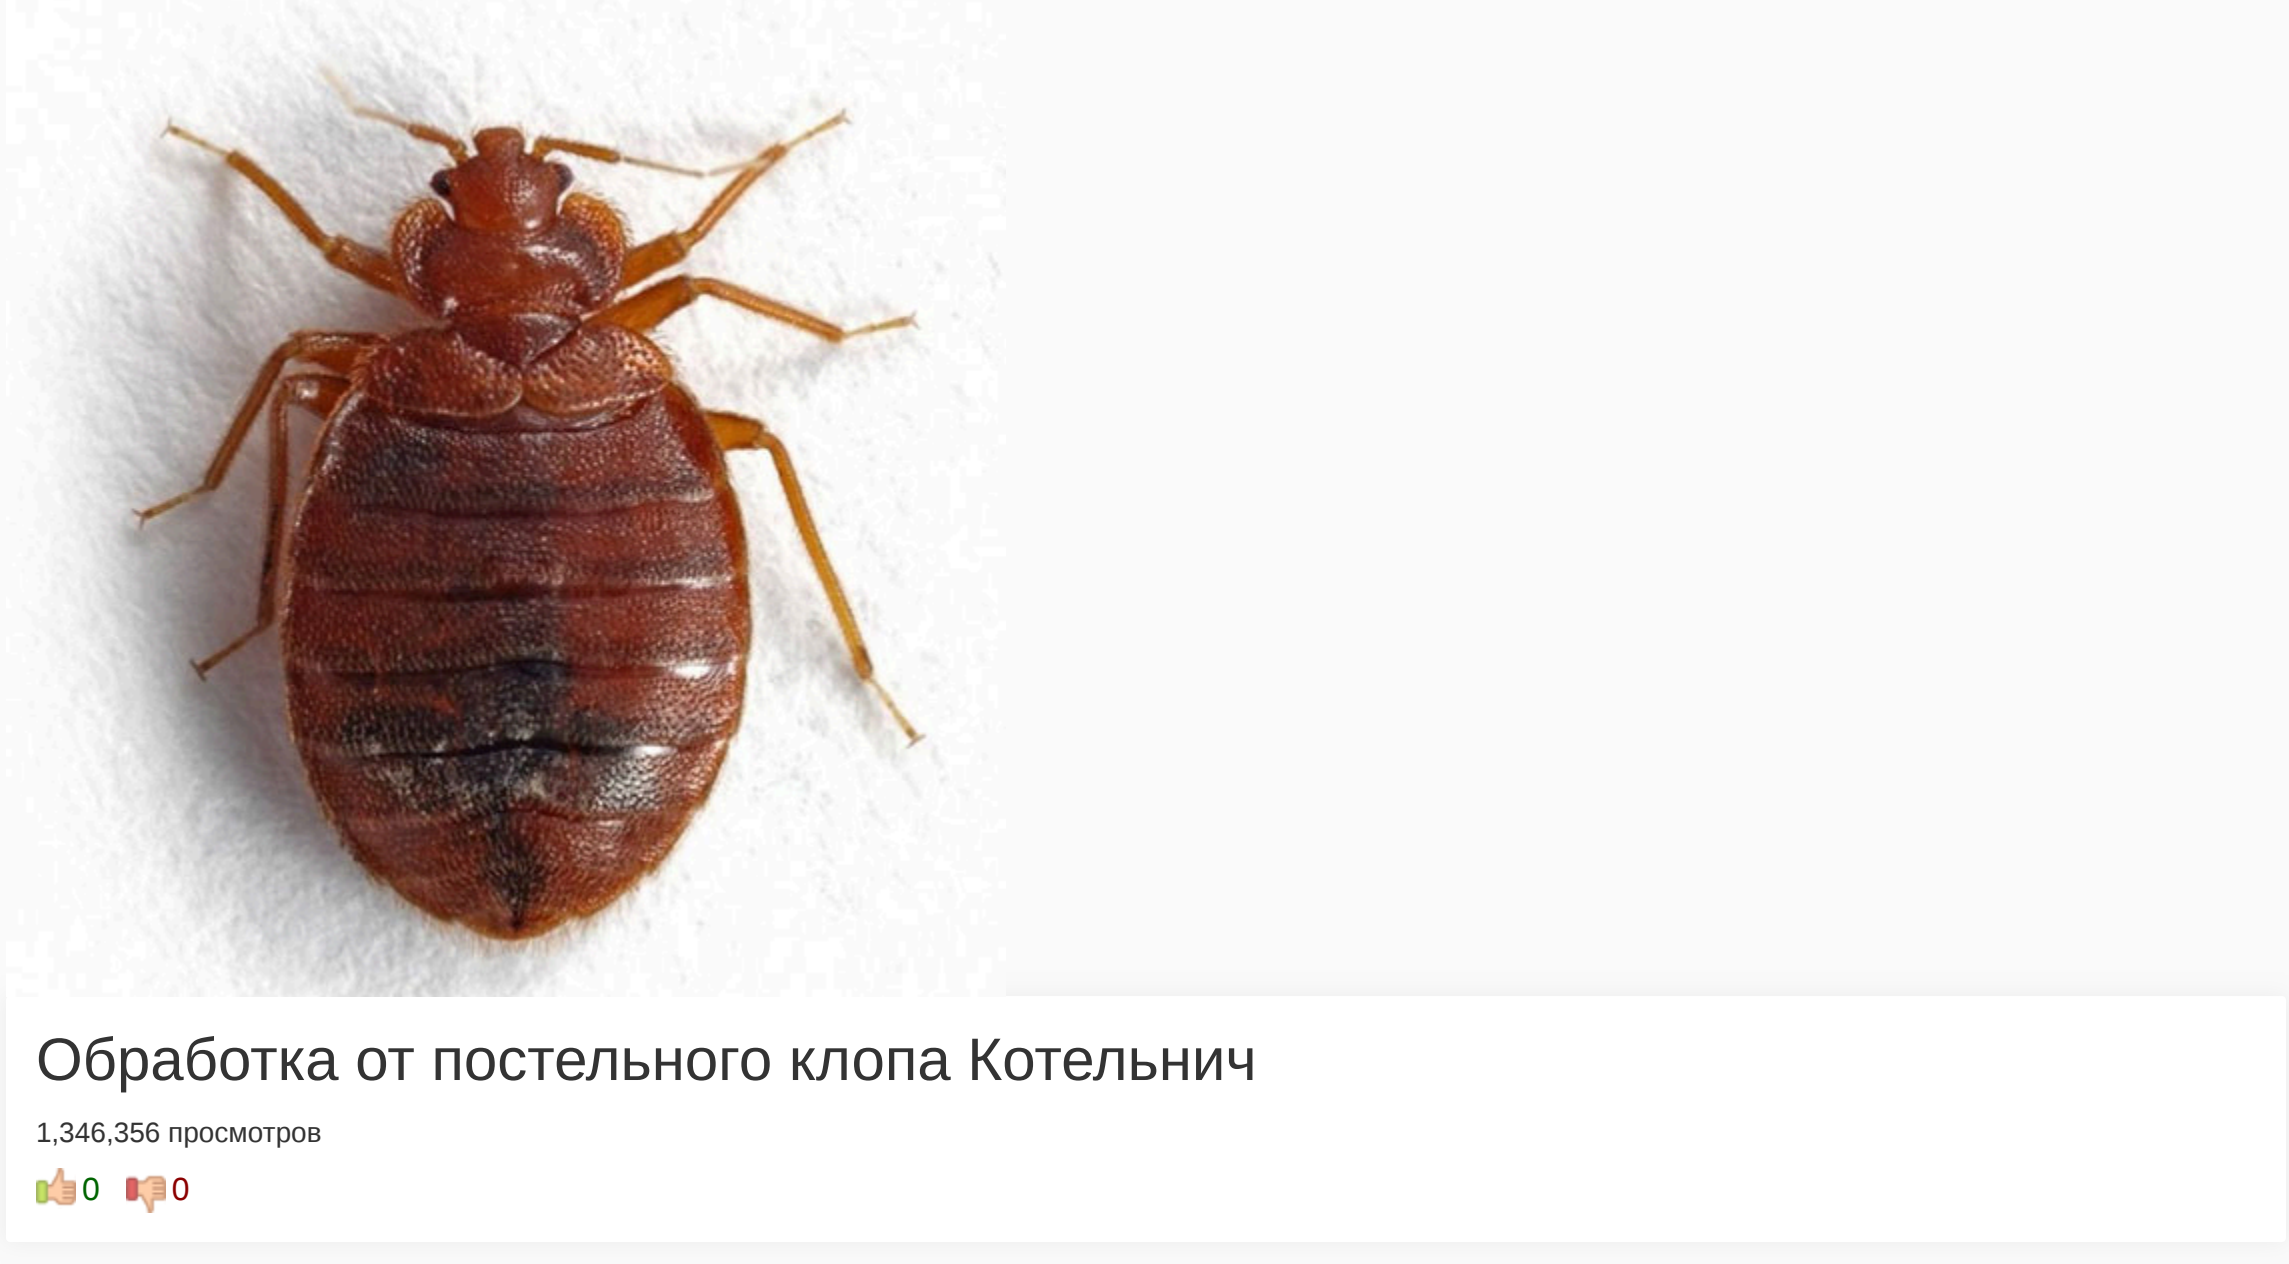 Обработка от постельного клопа Котельнич
1,346,356 просмотров
0 0